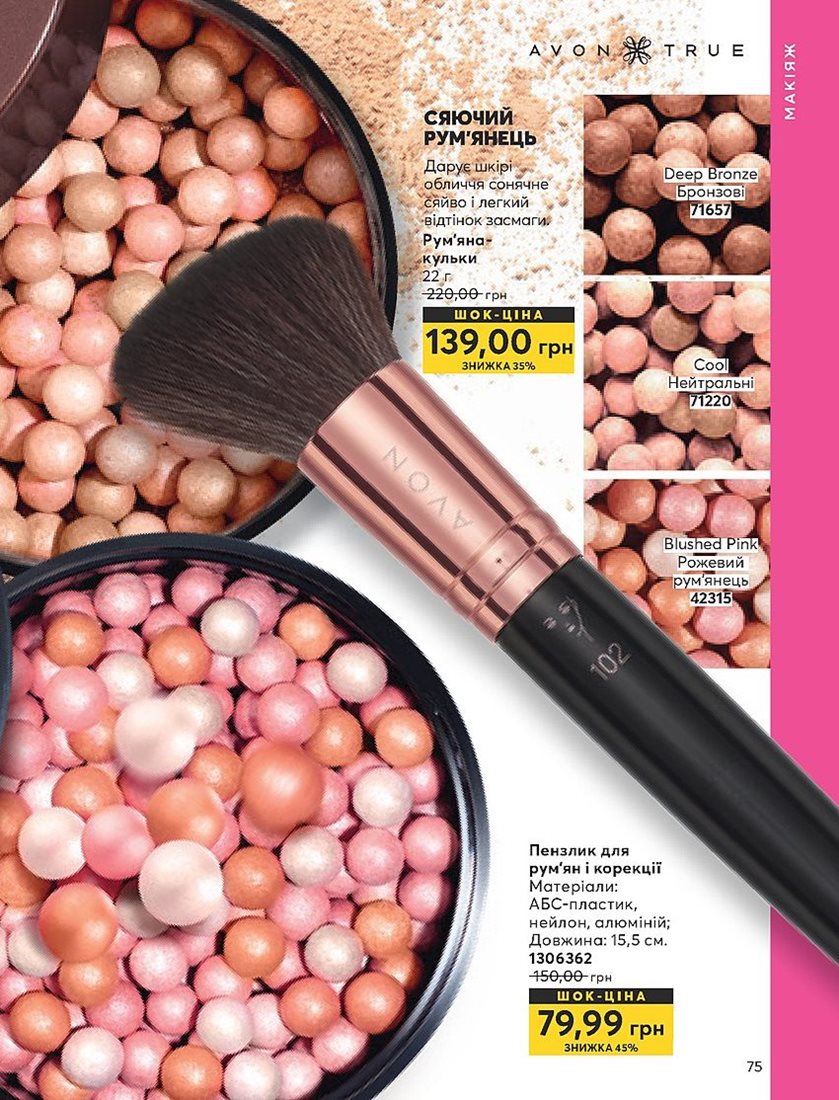 AVON TRUE
МАКІЯЖ
СЯЮЧИЙ
РУМ'ЯНЕЦЬ
Дарує шкірі
обличчя сонячне
сяйво і легкий
відтінок засмаги.
Рум'яна-
кульки
22 г
220,00 грн
ШОК-ЦІНА
139,00 грн
ЗНИЖКА 35%
Deep Bronze
Бронзові
71657
Cool
Нейтральні
71220
Blushed Pink
Рожевий
рум'янець
42315
AVON
102
Пензлик для
рум'ян і корекції
Матеріали:
АБС-пластик,
нейлон, алюміній;
Довжина: 15,5 см.
1306362
150,00 грн
ШОК-ЦІНА
79,99 грн
ЗНИЖКА 45%
75